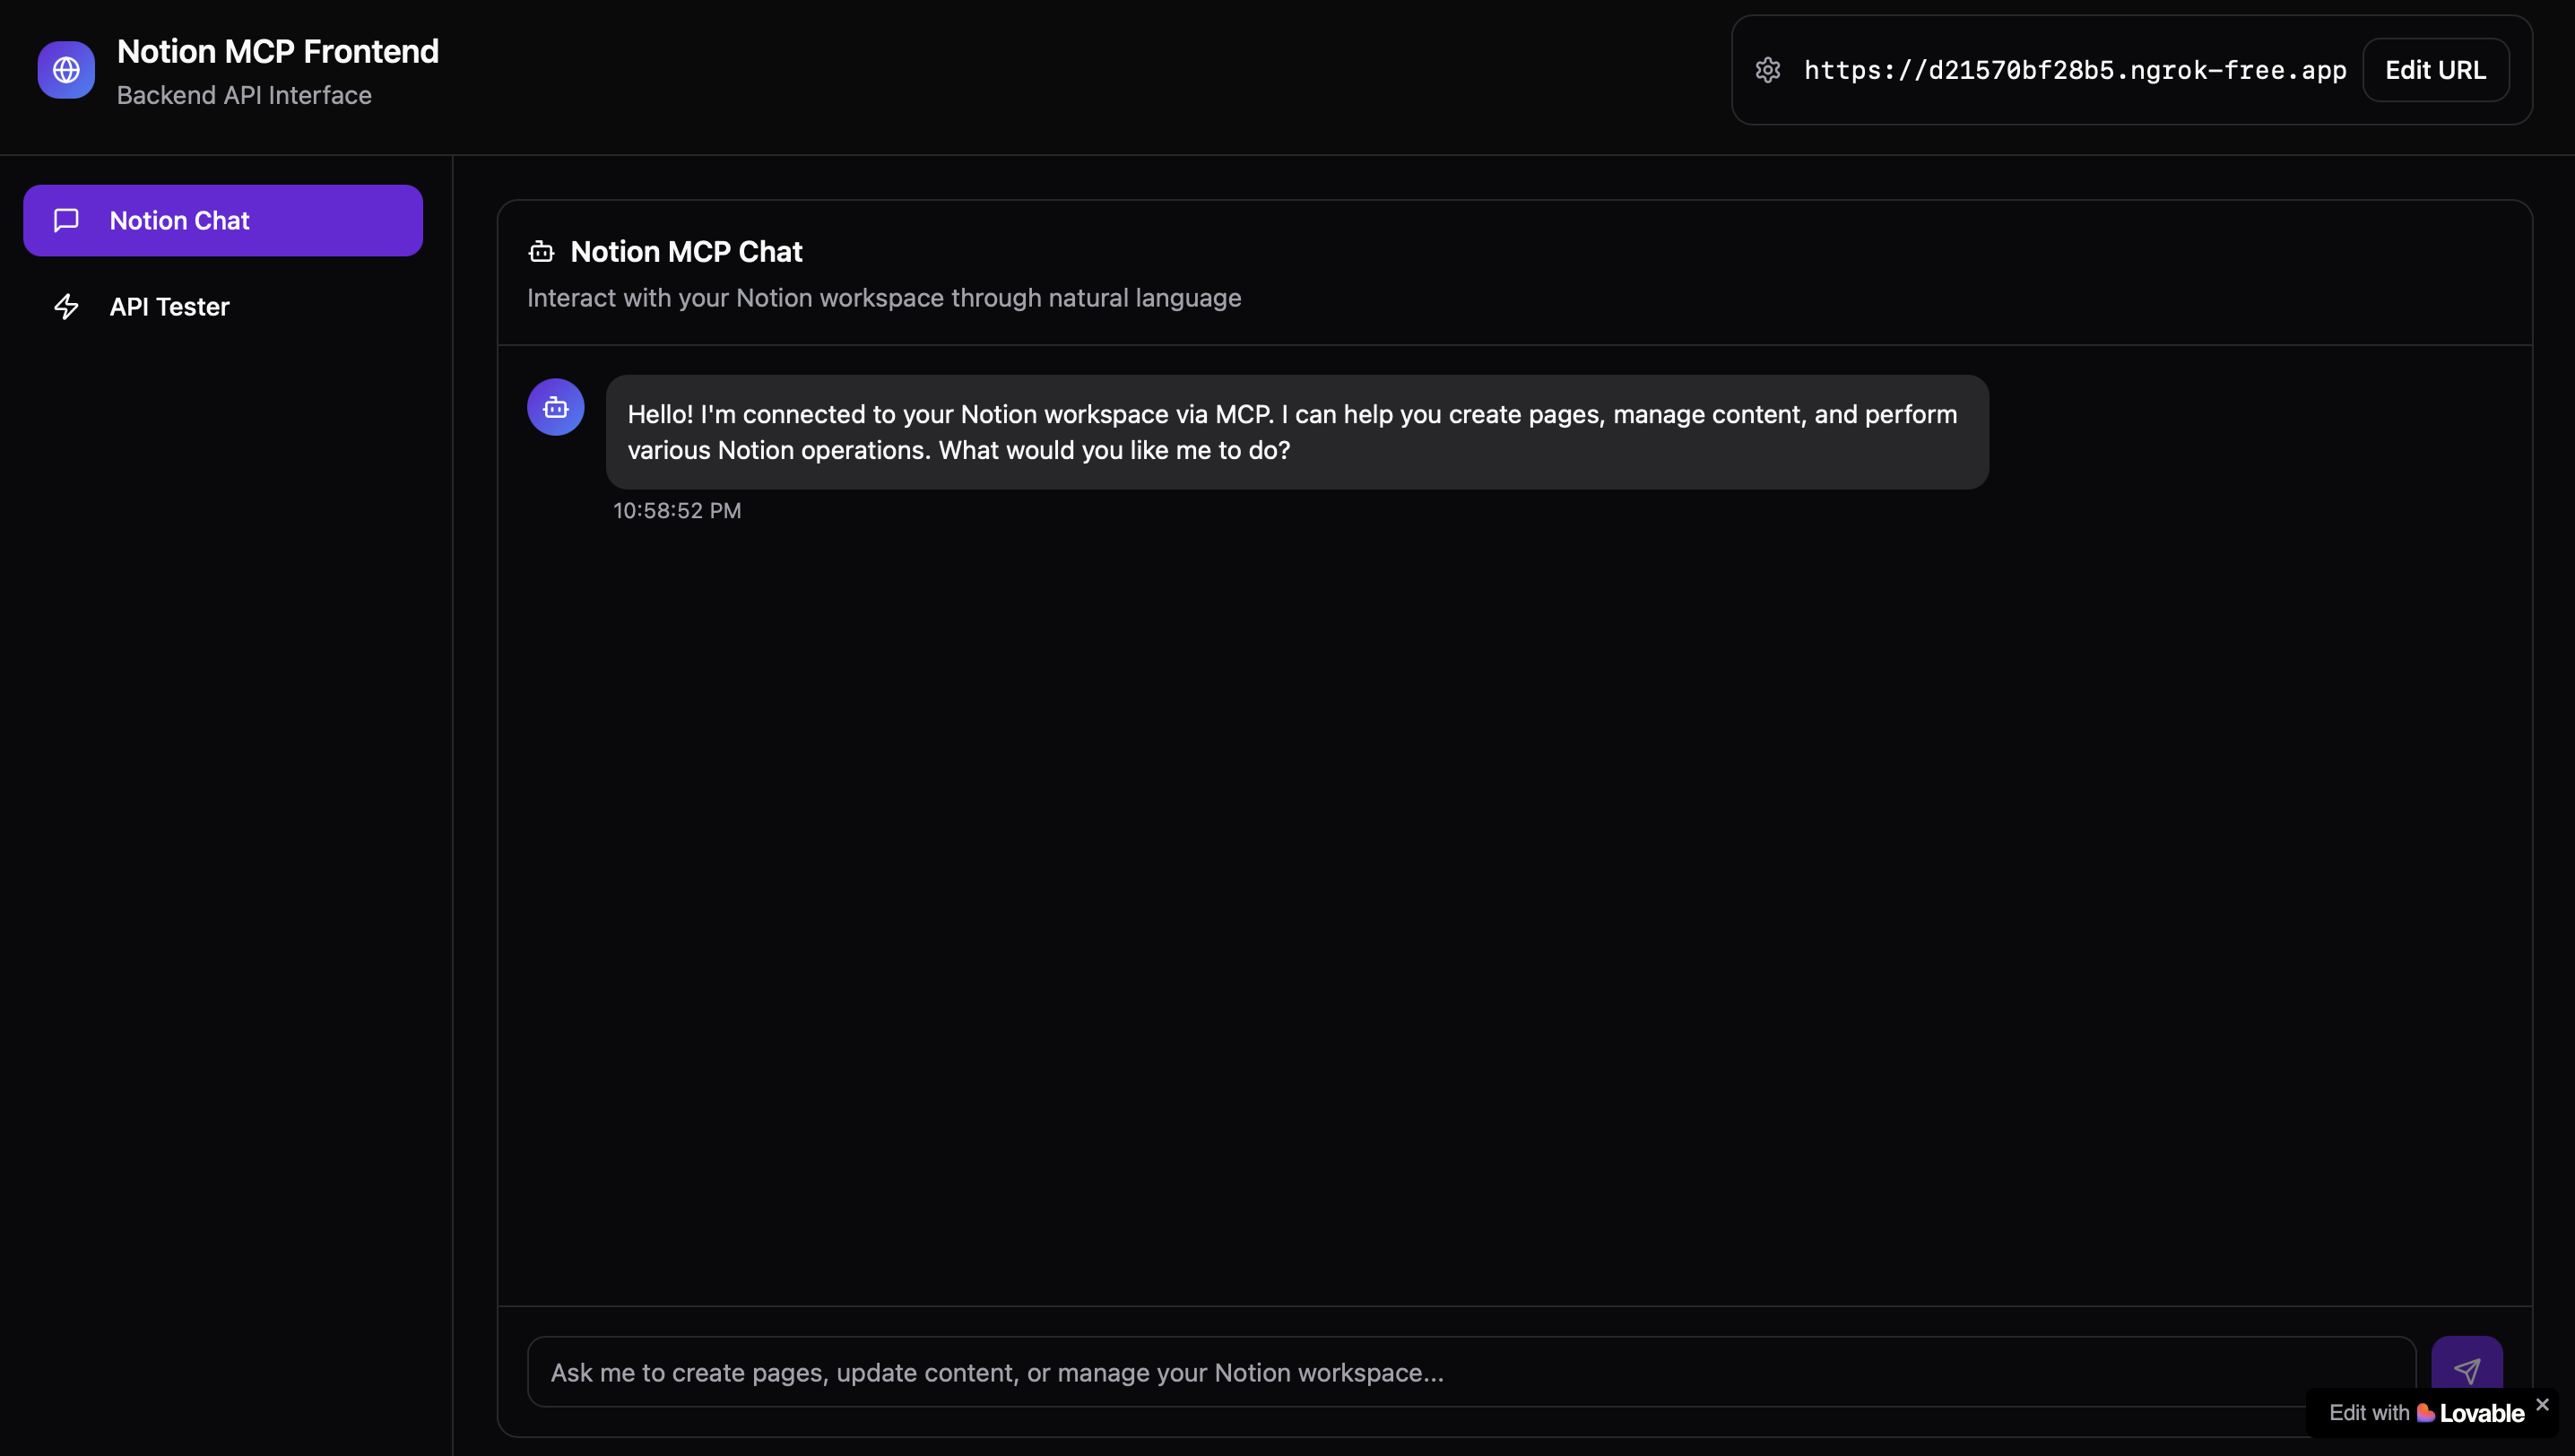 Notion MCP Frontend
Backend API Interface
https://d21570bf28b5.ngrok-free.app
Edit URL
Notion Chat
API Tester
Notion MCP Chat
Interact with your Notion workspace through natural language
Hello! I'm connected to your Notion workspace via MCP. I can help you create pages, manage content, and perform
various Notion operations. What would you like me to do?
10:58:52 PM
Ask me to create pages, update content, or manage your Notion workspace...
Edit with Lovable